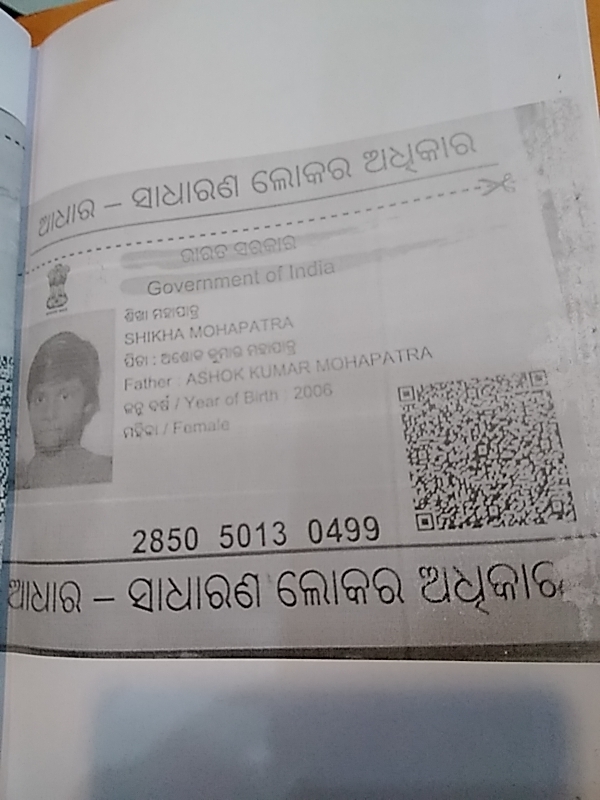 ଆଧାର – ସାଧାରଣ ଲୋକର ଅଧିକାର
ଭାରତ ସରକାର
Government of India
ଶିଖା ମହାପାତ୍ର
SHIKHA MOHAPATRA
ପିତା : ଅଶୋକ କୁମାର ମହାପାତ୍ର
Father : ASHOK KUMAR MOHAPATRA
ଜନ୍ମ ବର୍ଷ / Year of Birth : 2006
ମହିଳା / Female
2850 5013 0499
ଆଧାର – ସାଧାରଣ ଲୋକର ଅଧିକାର